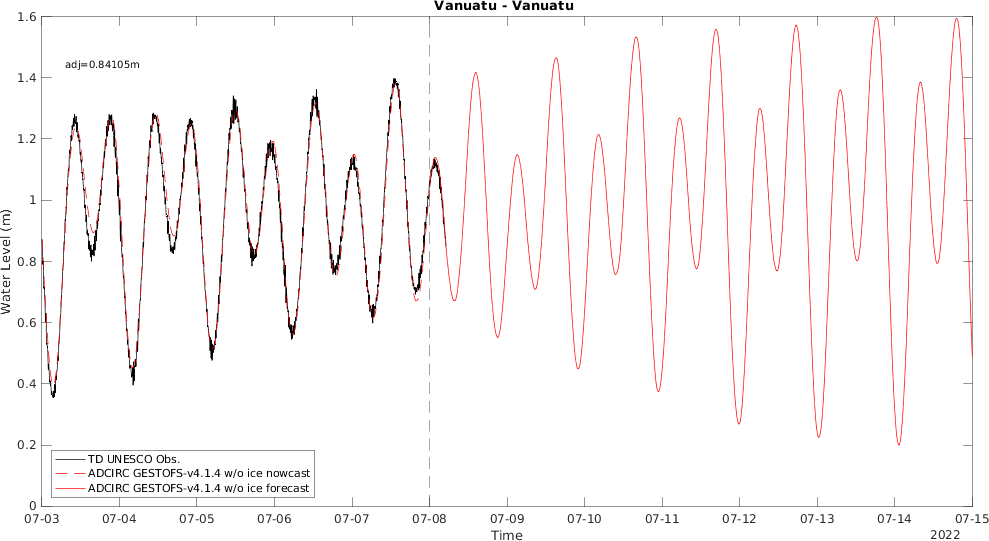 Vanuatu - Vanuatu
1.6
adj=0.84105m
1.4
1.2
1
0.8
0.6
0.4
0.2
0
Water Level (m)
TD UNESCO Obs.
ADCIRC GESTOFS-v4.1.4 w/o ice nowcast
ADCIRC GESTOFS-v4.1.4 w/o ice forecast
07-03 07-04 07-05 07-06 07-07 07-08 07-09 07-10 07-11 07-12 07-13 07-14 07-15
Time
2022